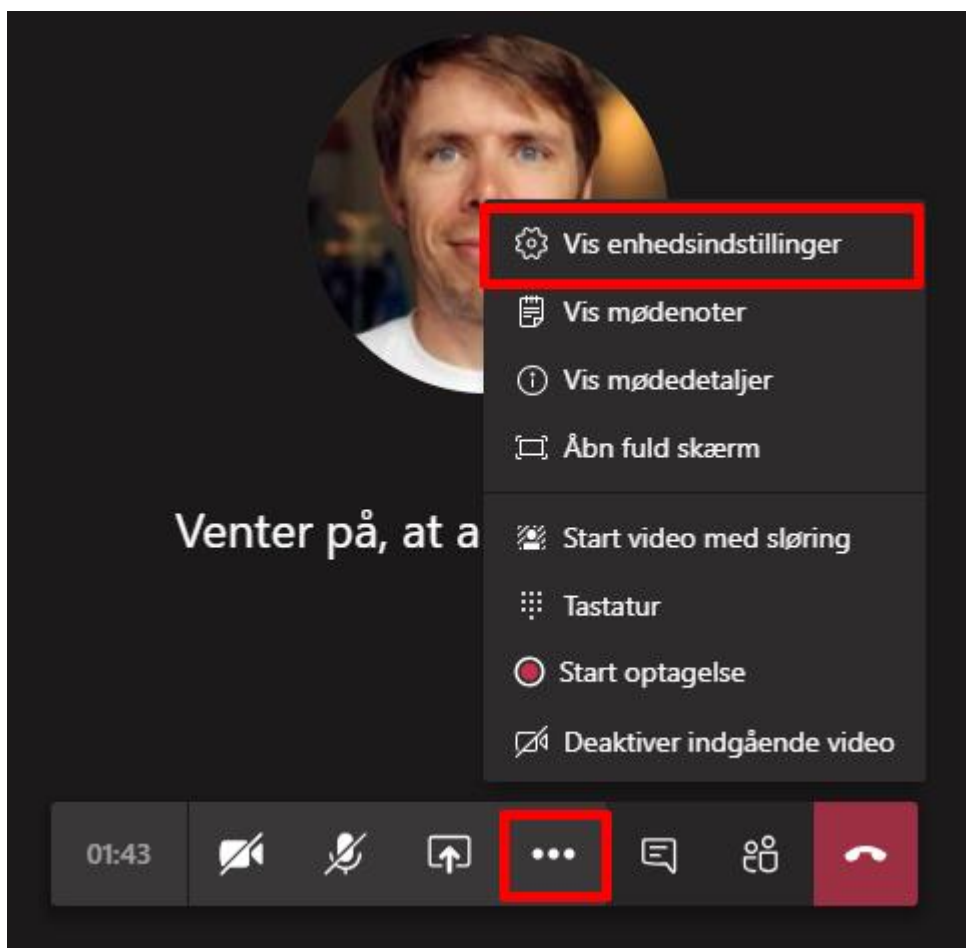 Vis enhedsindstillinger
Vis mødenoter
Vis mødedetaljer
Åbn fuld skærm
Venter på, at a
Start video med sløring
Tastatur
Start optagelse
Deaktiver indgående video
01:43